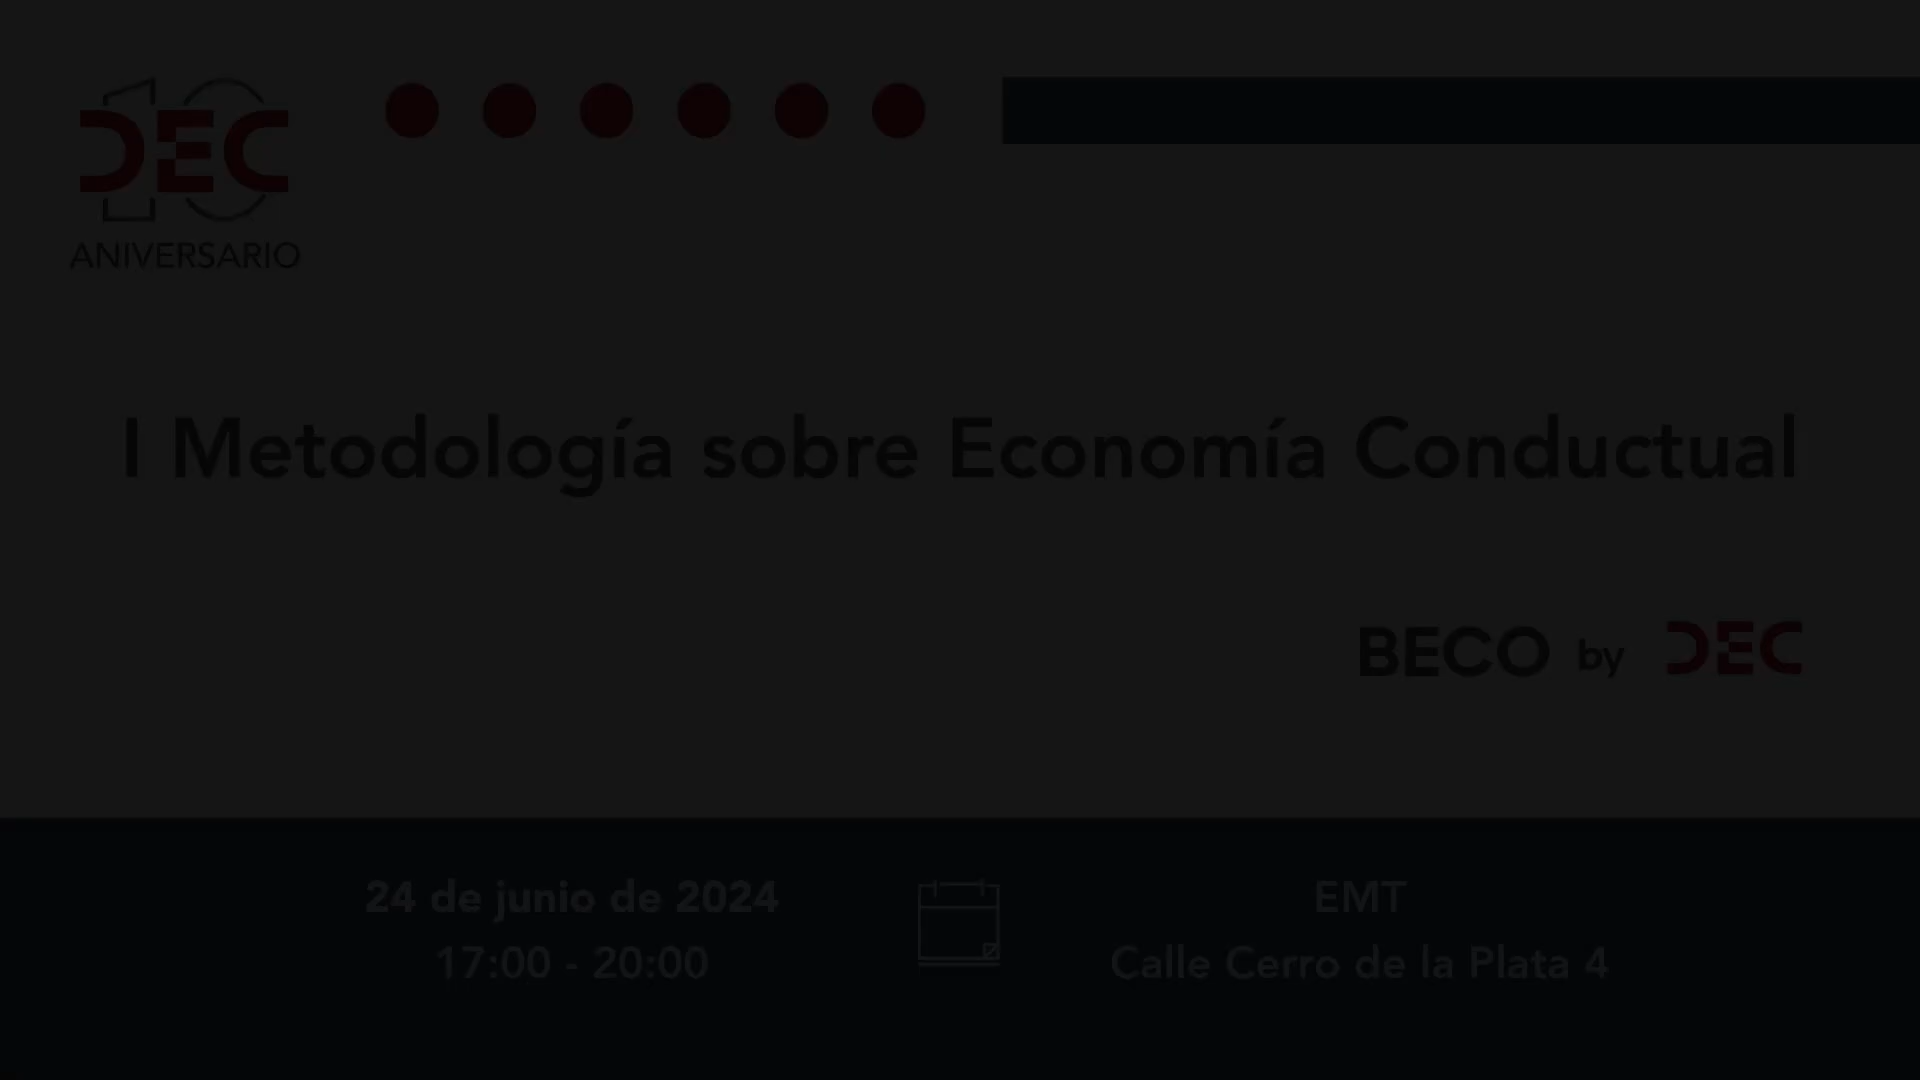 10
DEC
ANIVERSARIO
I Metodología sobre Economía Conductual
BECO by DEC
24 de junio de 2024
17:00 - 20:00
EMT
Calle Cerro de la Plata 4